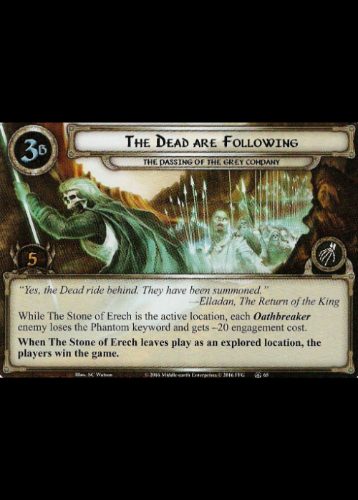 3B
THE DEAD ARE FOLLOWING
THE PASSING OF THE GREY COMPANY
5
"Yes, the Dead ride behind. They have been summoned."
—Elladan, The Return of the King
While The Stone of Erech is the active location, each Oathbreaker
enemy loses the Phantom keyword and gets –20 engagement cost.
When The Stone of Erech leaves play as an explored location, the
players win the game.
Illus. SC Watson © 2016 Middle-earth Enterprises © 2016 FFG 65